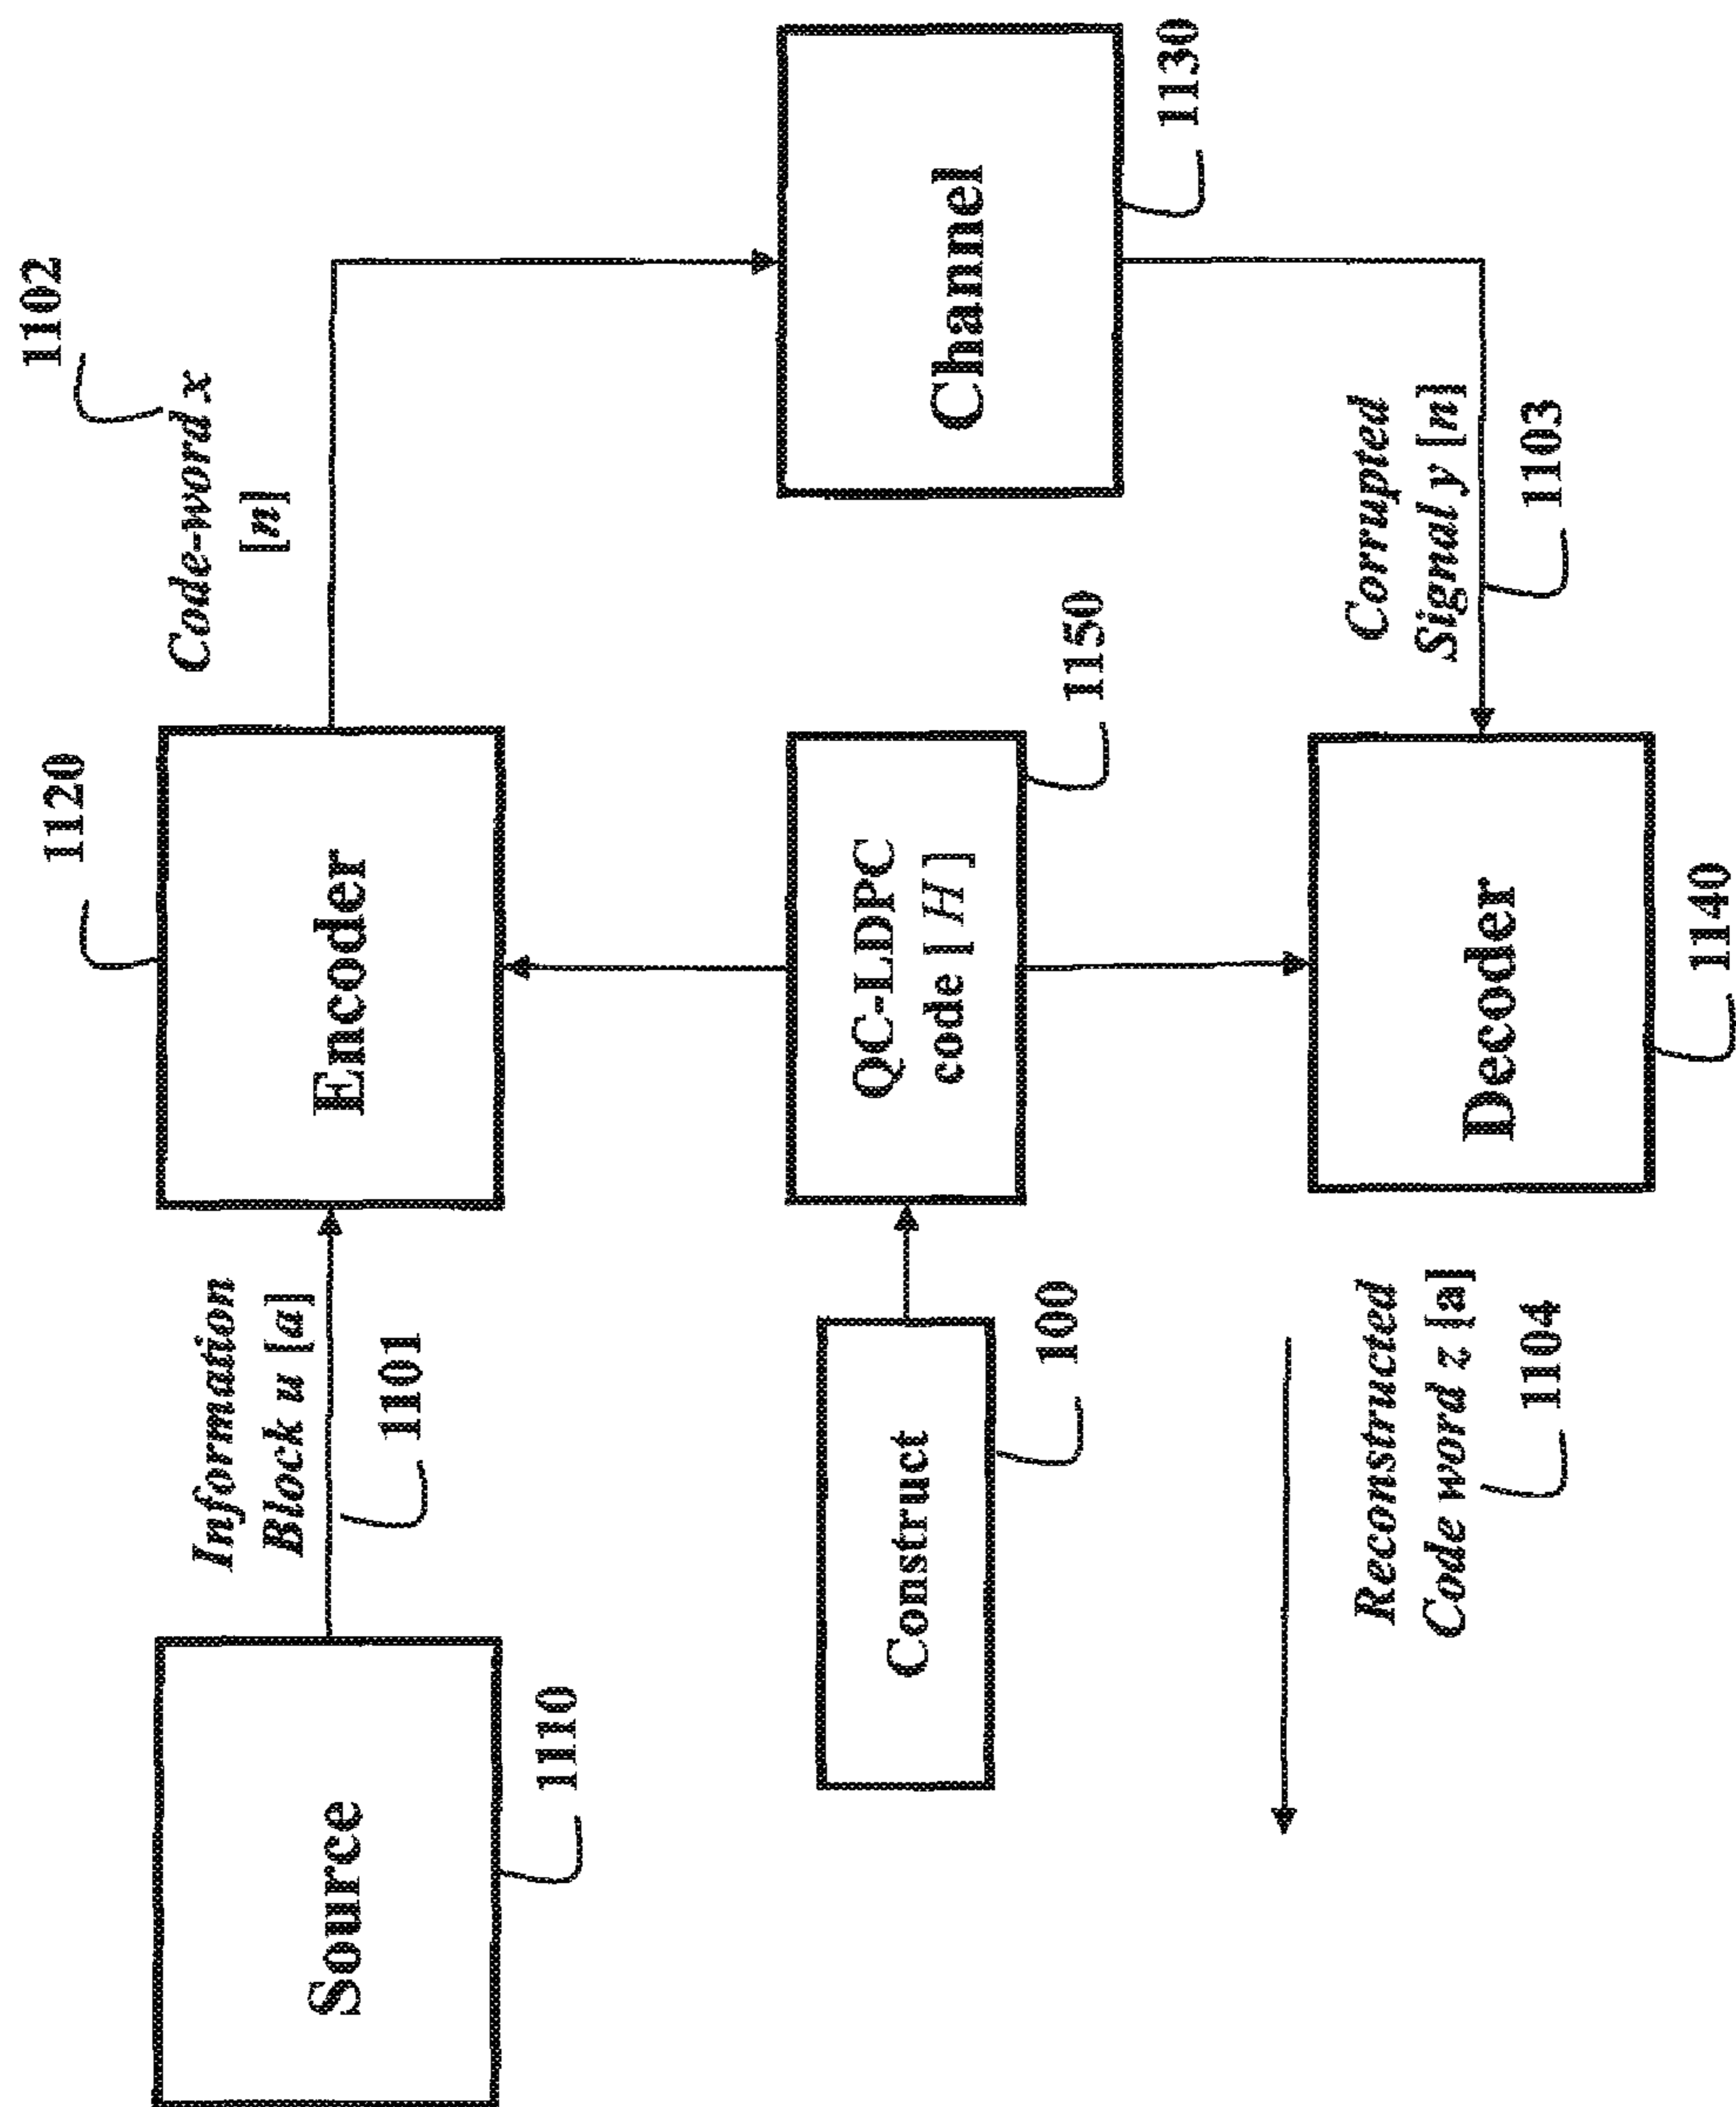 1102
1120
Code-word x
[n]
Information
Block u [a]
1101
Source
1110
Encoder
Channel
1130
Construct
100
QC-LDPC
code [ H ]
1150
Corrupted
Signal y [n]
1103
Reconstructed
Code word z [a]
1104
Decoder
1140